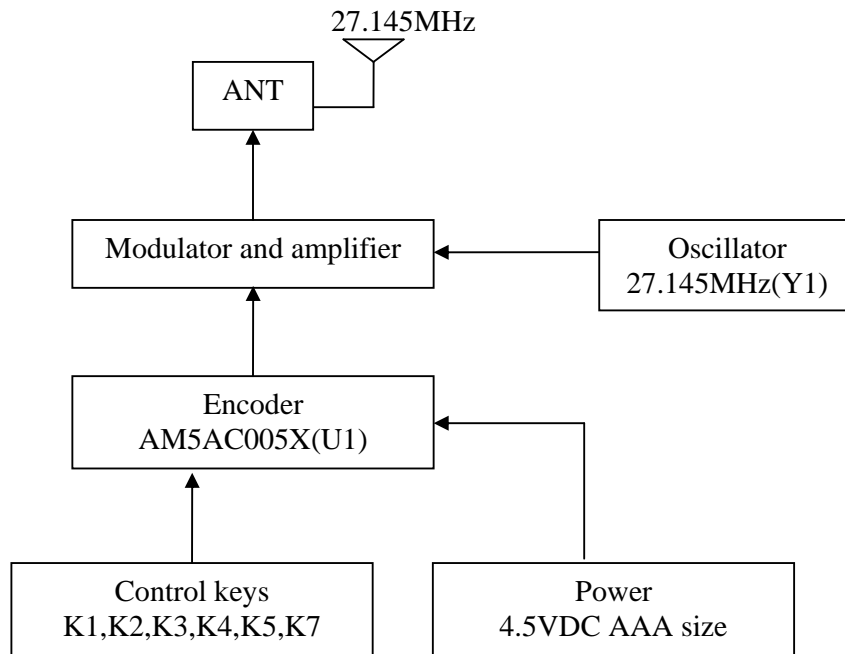 27.145MHz
ANT
Modulator and amplifier
Oscillator
27.145MHz(Y1)
Encoder
AM5AC005X(U1)
Control keys
K1,K2,K3,K4,K5,K7
Power
4.5VDC AAA size